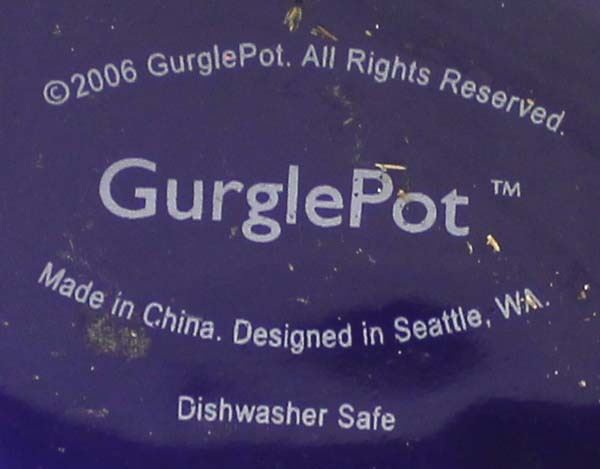 ©2006 GurglePot. All Rights Reserved.
GurglePot ™
Made in China. Designed in Seattle, WA.
Dishwasher Safe